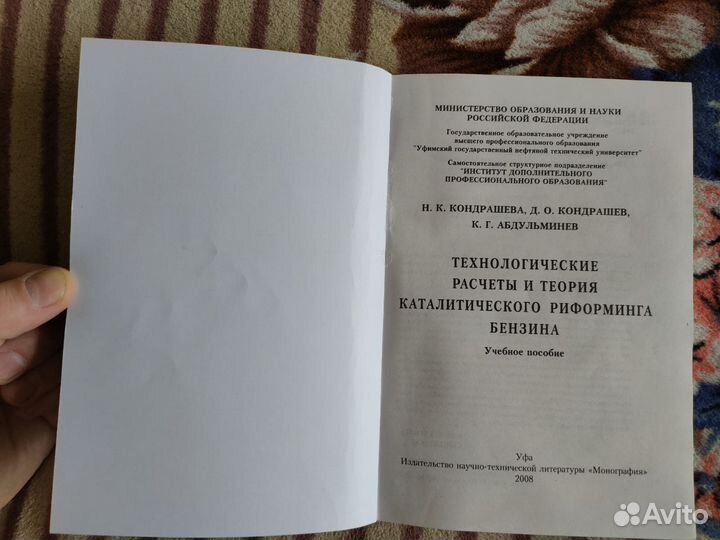 МИНИСТЕРСТВО ОБРАЗОВАНИЯ И НАУКИ
РОССИЙСКОЙ ФЕДЕРАЦИИ
Государственное образовательное учреждение
высшего профессионального образования
"Уфимский государственный нефтяной технический университет"
Самостоятельное структурное подразделение
"ИНСТИТУТ ДОПОЛНИТЕЛЬНОГО
ПРОФЕССИОНАЛЬНОГО ОБРАЗОВАНИЯ"
Н. К. КОНДРАШЕВА, Д. О. КОНДРАШЕВ,
К. Г. АБДУЛЬМИНЕВ
ТЕХНОЛОГИЧЕСКИЕ
РАСЧЕТЫ И ТЕОРИЯ
КАТАЛИТИЧЕСКОГО РИФОРМИНГА
БЕНЗИНА
Учебное пособие
Уфа
Издательство научно-технической литературы «Монография»
2008
Avito